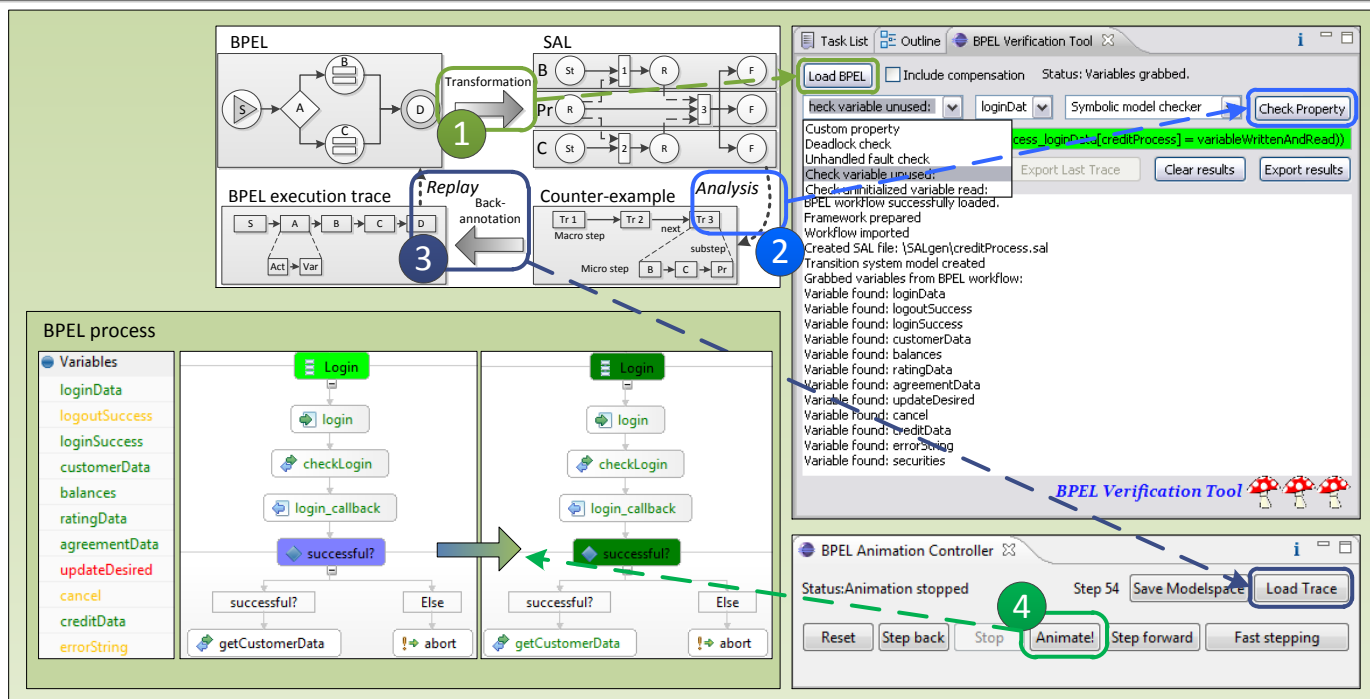 BPEL
B
S
A
D
C
Transformation
1
SAL
B St 1 R F
Pr R 3 F
C St 2 R F
BPEL execution trace
S A B C D
Act Var
Replay
Back-
annotation
3
Counter-example
Tr 1 Tr 2 Tr 3
Macro step
next
substep
Micro step B C Pr
Analysis
2
Task List Outline BPEL Verification Tool
Load BPEL Include compensation Status: Variables grabbed.
heck variable unused: loginDat Symbolic model checker Check Property
Custom property
Deadlock check
Unhandled fault check
Check variable unused:
Check uninitialized variable read:
cess_loginData[creditProcess] = variableWrittenAndRead))
Export Last Trace Clear results Export results
BPEL workflow successfully loaded.
Framework prepared
Workflow imported
Created SAL file: \SALgen\creditProcess.sal
Transition system model created
Grabbed variables from BPEL workflow:
Variable found: loginData
Variable found: logoutSuccess
Variable found: loginSuccess
Variable found: customerData
Variable found: balances
Variable found: ratingData
Variable found: agreementData
Variable found: updateDesired
Variable found: cancel
Variable found: creditData
Variable found: errorString
Variable found: securities
BPEL Verification Tool
BPEL process
Variables
loginData
logoutSuccess
loginSuccess
customerData
balances
ratingData
agreementData
updateDesired
cancel
creditData
errorString
Login
login
checkLogin
login_callback
successful?
successful? Else
getCustomerData abort
Login
login
checkLogin
login_callback
successful?
successful? Else
getCustomerData abort
BPEL Animation Controller
Status:Animation stopped Step 54 Save Modelspace Load Trace
4
Reset Step back Stop Animate! Step forward Fast stepping